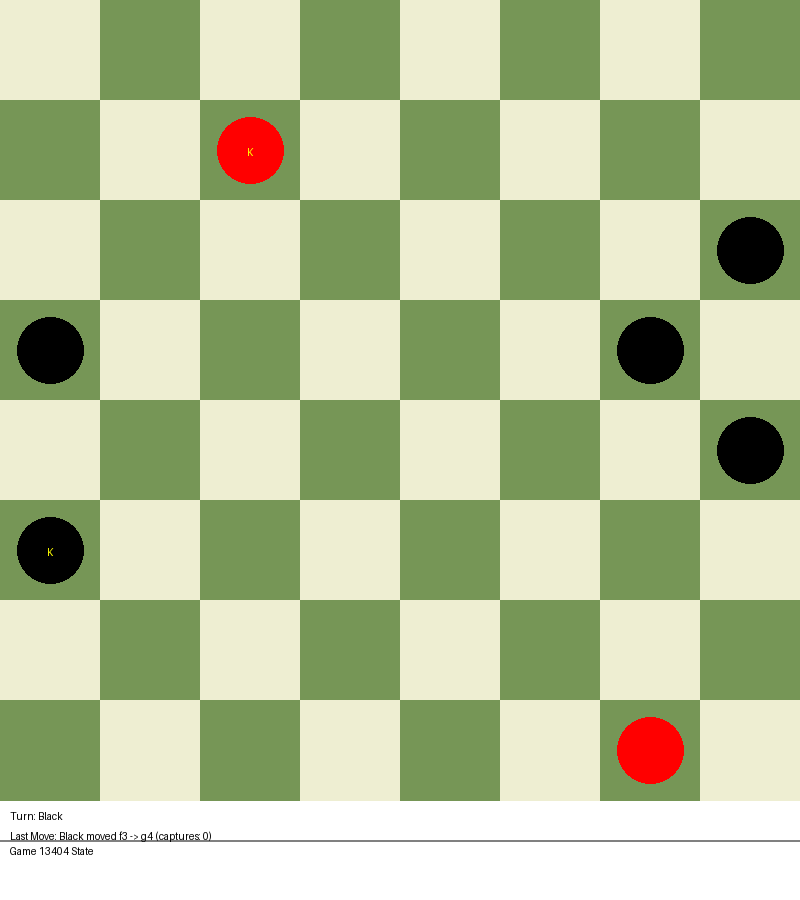 K
K
Turn: Black
Last Move: Black moved f3 -> g4 (captures: 0)
Game 13404 State